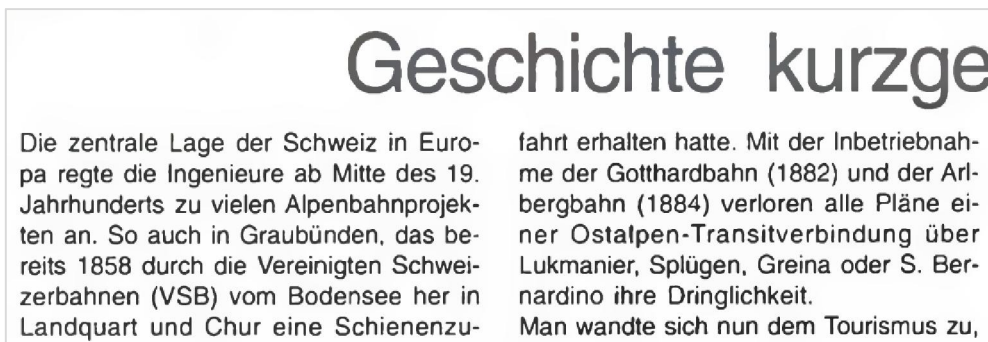 Geschichte kurzge
Die zentrale Lage der Schweiz in Euro-
pa regte die Ingenieure ab Mitte des 19.
Jahrhunderts zu vielen Alpenbahnprojek-
ten an. So auch in Graubünden, das be-
reits 1858 durch die Vereinigten Schwei-
zerbahnen (VSB) vom Bodensee her in
Landquart und Chur eine Schienenzu-
fahrt erhalten hatte. Mit der Inbetriebnah-
me der Gotthardbahn (1882) und der Arl-
bergbahn (1884) verloren alle Pläne ei-
ner Ostalpen-Transitverbindung über
Lukmanier, Splügen, Greina oder S. Ber-
nardino ihre Dringlichkeit.
Man wandte sich nun dem Tourismus zu,